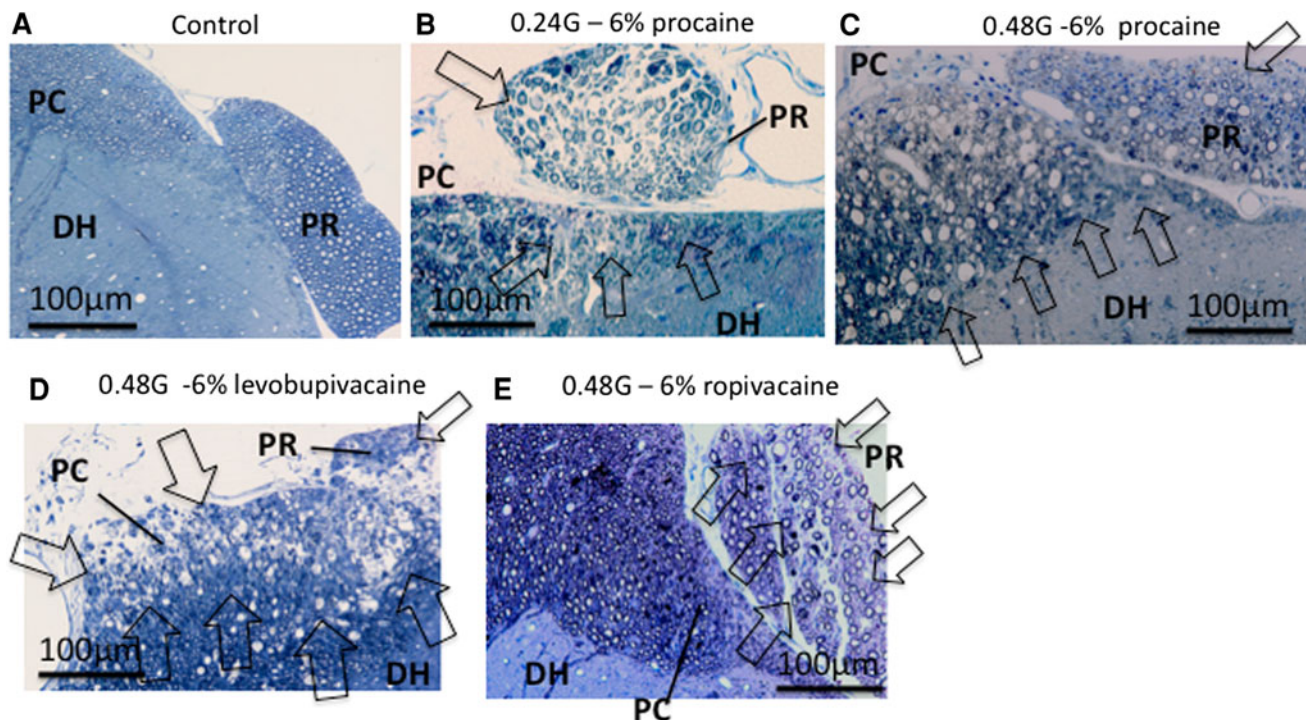 A
Control
PC
DH
PR
100µm
B
0.24G – 6% procaine
PR
PC
100µm
DH
C
0.48G -6% procaine
PC
PR
DH
100µm
D
0.48G -6% levobupivacaine
PR
PC
100µm
DH
E
0.48G – 6% ropivacaine
PR
DH
100µm
PC